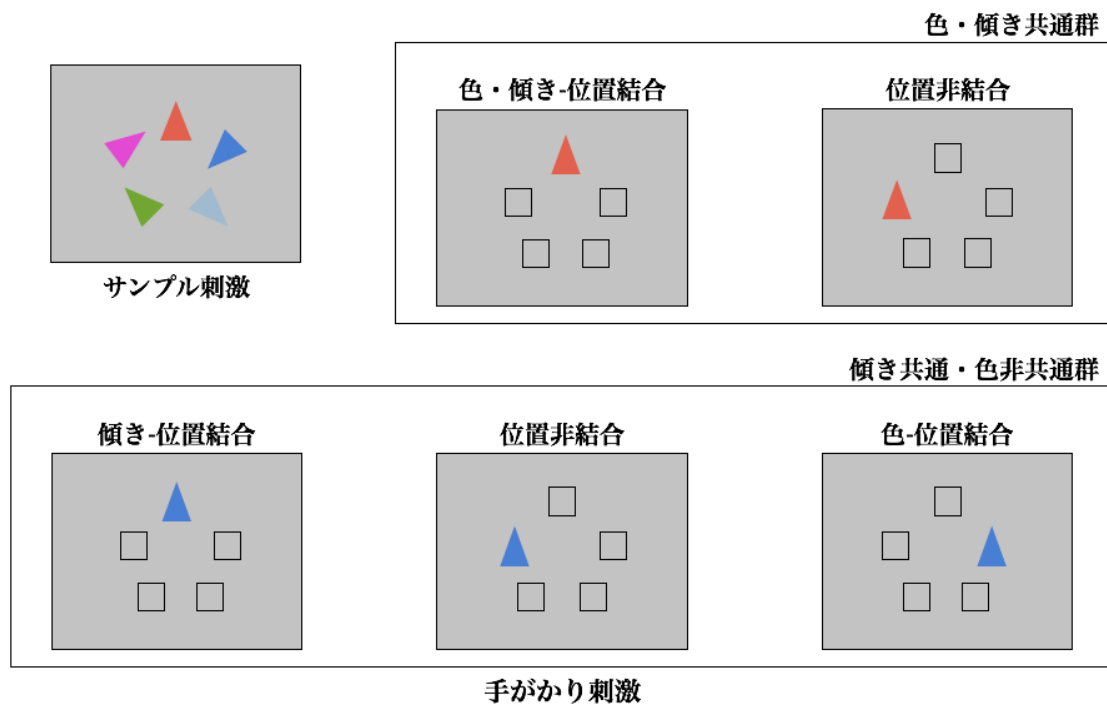 色・傾き共通群
色・傾き-位置結合
位置非結合
サンプル刺激
傾き共通・色非共通群
傾き-位置結合
位置非結合
色-位置結合
手がかり刺激